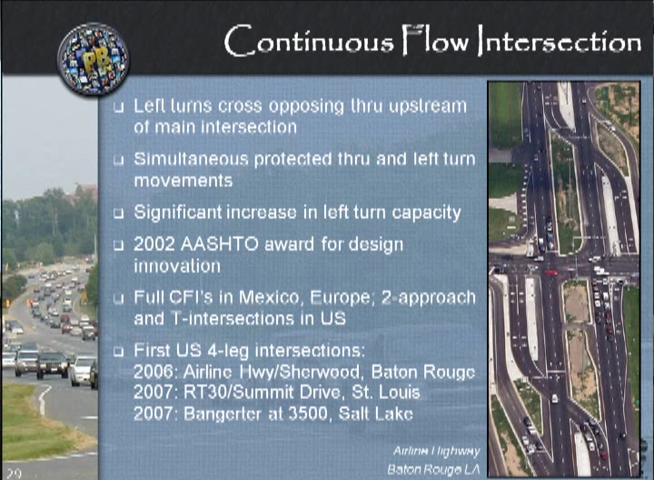 PB
Continuous Flow Intersection
Left turns cross opposing thru upstream
of main intersection
Simultaneous protected thru and left turn
movements
Significant increase in left turn capacity
2002 AASHTO award for design
innovation
Full CFI's in Mexico, Europe; 2-approach
and T-intersections in US
First US 4-leg intersections:
2006: Airline Hwy/Sherwood, Baton Rouge
2007: RT30/Summit Drive, St. Louis
2007: Bangerter at 3500, Salt Lake
Airline Highway
Baton Rouge LA
29